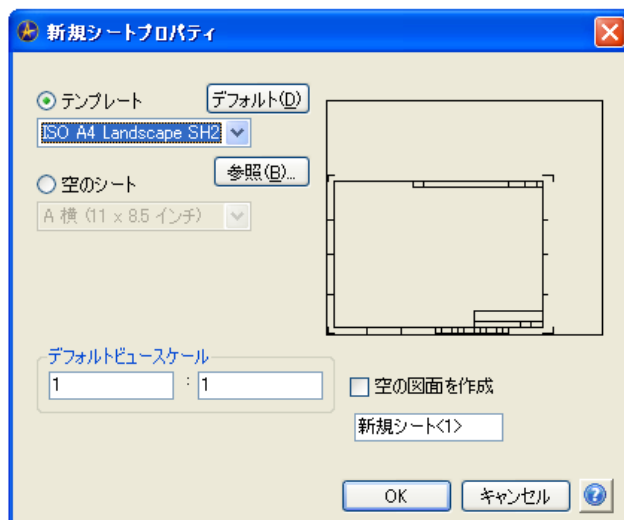 新規シートプロパティ
テンプレート
デフォルト(D)
ISO A4 Landscape SH2
参照(B)...
空のシート
A 横 (11 x 8.5 インチ)
デフォルトビュースケール
1 : 1
空の図面を作成
新規シート<1>
OK
キャンセル
?